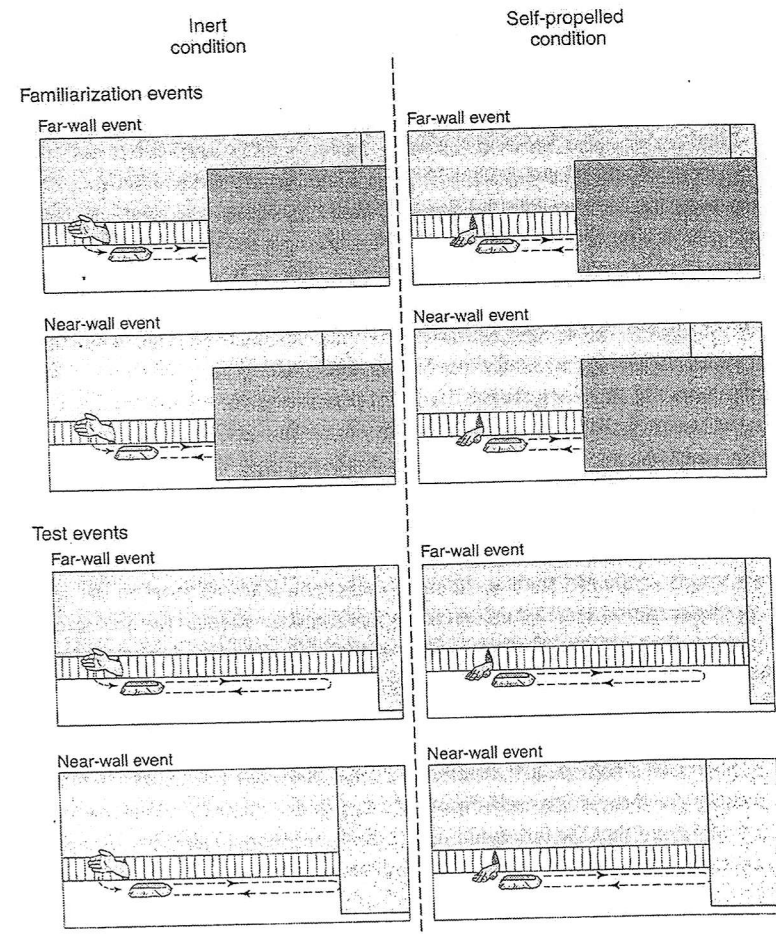 Inert
condition
Self-propelled
condition
Familiarization events
Far-wall event
Far-wall event
Near-wall event
Near-wall event
Test events
Far-wall event
Far-wall event
Near-wall event
Near-wall event